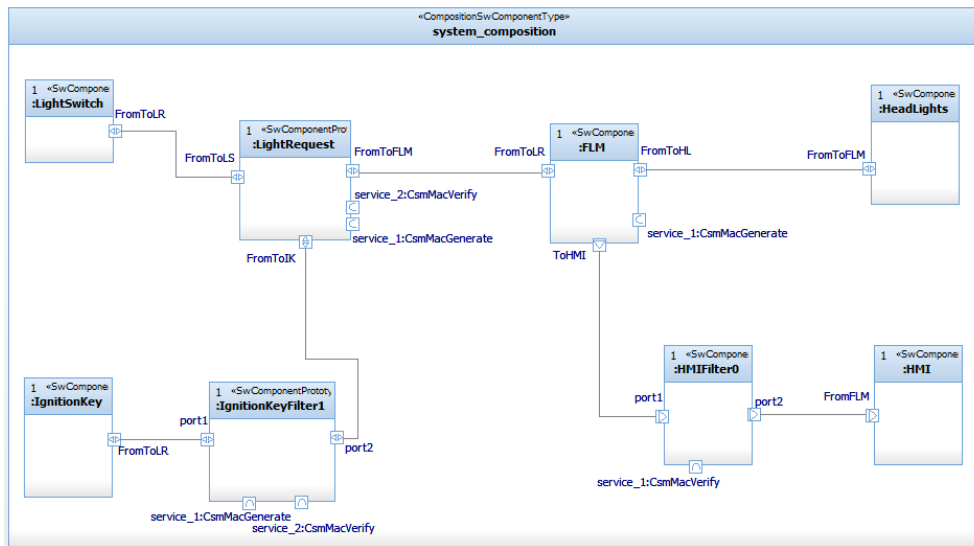 «CompositionSwComponentType»
system_composition
1 «SwCompone
:LightSwitch
FromToLR
1 «SwComponentPro
:LightRequest
FromToLS
FromToFLM
service_2:CsmMacVerify
service_1:CsmMacGenerate
FromToIK
1 «SwCompone
:FLM
FromToLR
FromToHL
service_1:CsmMacGenerate
ToHMI
1 «SwCompone
:HeadLights
FromToFLM
1 «SwCompone
:IgnitionKey
FromToLR
1 «SwComponentPrototy
:IgnitionKeyFilter1
port1
port2
service_1:CsmMacGenerate
service_2:CsmMacVerify
1 «SwCompone
:HMIFilter0
port1
port2
service_1:CsmMacVerify
1 «SwCompone
:HMI
FromFLM